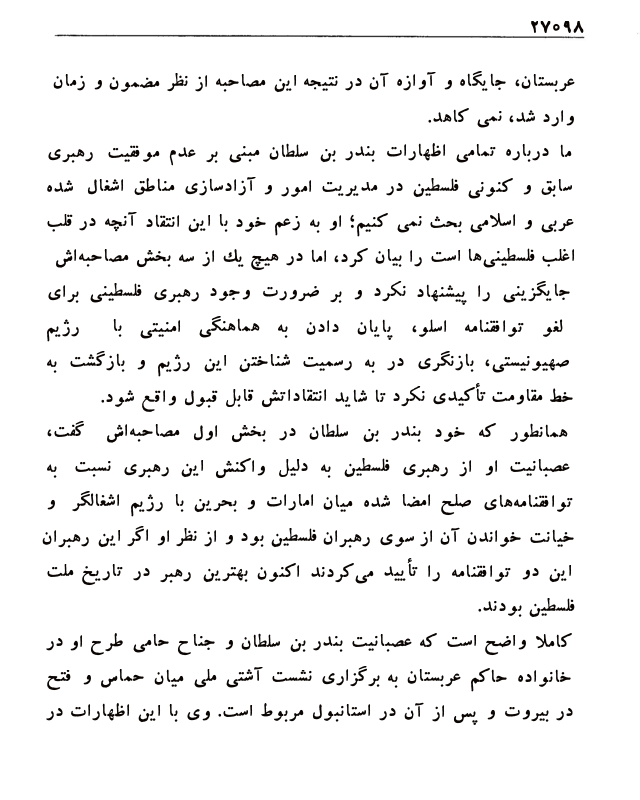 ۲۷۰۹۸
عربستان، جایگاه و آوازه آن در نتیجه این مصاحبه از نظر مضمون و زمان
وارد شد، نمی کاهد.
ما درباره تمامی اظهارات بندر بن سلطان مبنی بر عدم موفقیت رهبری
سابق و کنونی فلسطین در مدیریت امور و آزادسازی مناطق اشغال شده
عربی و اسلامی بحث نمی کنیم؛ او به زعم خود با این انتقاد آنچه در قلب
اغلب فلسطینی‌ها است را بیان کرد، اما در هیچ یك از سه بخش مصاحبه‌اش
جایگزینی را پیشنهاد نکرد و بر ضرورت وجود رهبری فلسطینی برای
لغو توافقنامه اسلو، پایان دادن به هماهنگی امنیتی با رژیم
صهیونیستی، بازنگری در به رسمیت شناختن این رژیم و بازگشت به
خط مقاومت تأکیدی نکرد تا شاید انتقاداتش قابل قبول واقع شود.
همانطور که خود بندر بن سلطان در بخش اول مصاحبه‌اش گفت،
عصبانیت او از رهبری فلسطین به دلیل واکنش این رهبری نسبت به
توافقنامه‌های صلح امضا شده میان امارات و بحرین با رژیم اشغالگر و
خیانت خواندن آن از سوی رهبران فلسطین بود و از نظر او اگر این رهبران
این دو توافقنامه را تأیید می‌کردند اکنون بهترین رهبر در تاریخ ملت
فلسطین بودند.
کاملا واضح است که عصبانیت بندر بن سلطان و جناح حامی طرح او در
خانواده حاکم عربستان به برگزاری نشست آشتی ملی میان حماس و فتح
در بیروت و پس از آن در استانبول مربوط است. وی با این اظهارات در